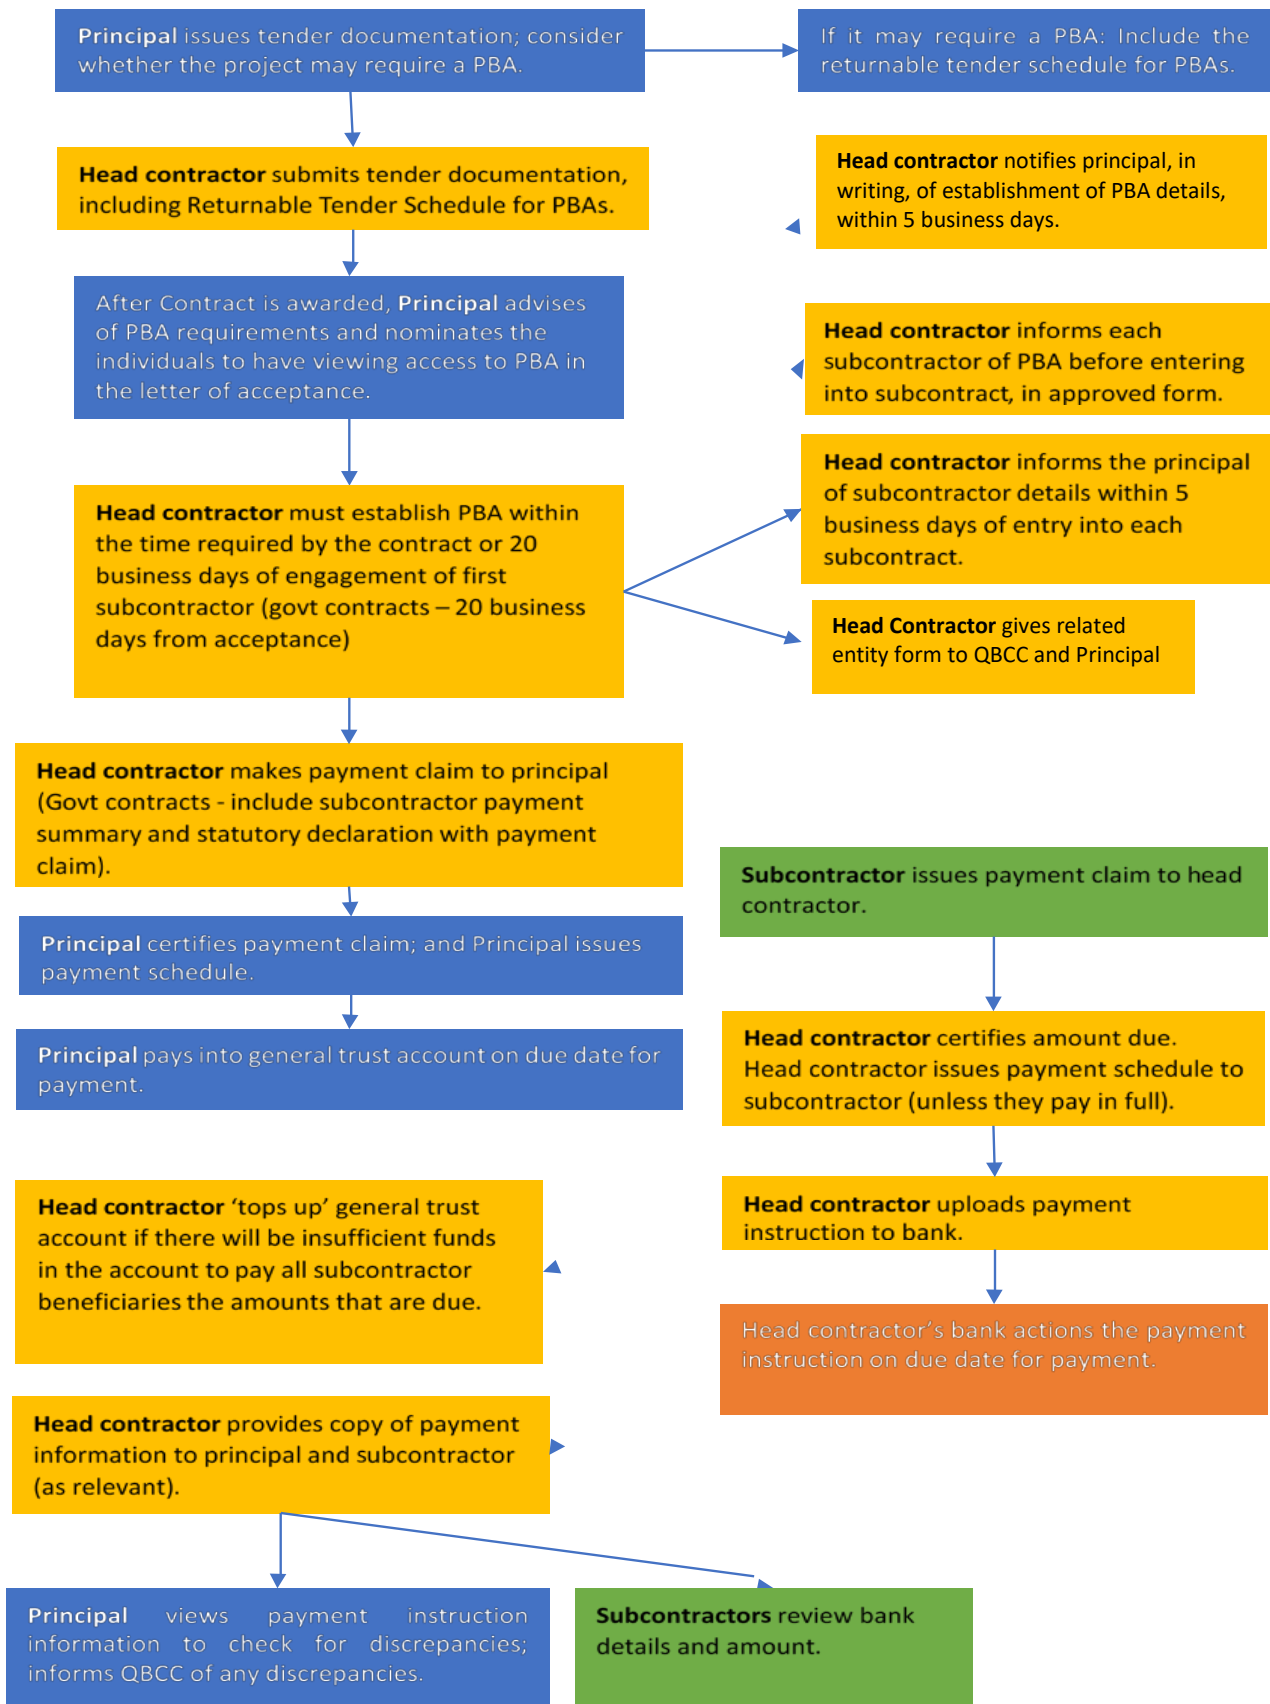 Principal issues tender documentation; consider
whether the project may require a PBA.
If it may require a PBA: Include the
returnable tender schedule for PBAs.
Head contractor submits tender documentation,
including Returnable Tender Schedule for PBAs.
Head contractor notifies principal, in
writing, of establishment of PBA details,
within 5 business days.
After Contract is awarded, Principal advises
of PBA requirements and nominates the
individuals to have viewing access to PBA in
the letter of acceptance.
Head contractor informs each
subcontractor of PBA before entering
into subcontract, in approved form.
Head contractor informs the principal
of subcontractor details within 5
business days of entry into each
subcontract.
Head contractor must establish PBA within
the time required by the contract or 20
business days of engagement of first
subcontractor (govt contracts – 20 business
days from acceptance)
Head Contractor gives related
entity form to QBCC and Principal
Head contractor makes payment claim to principal
(Govt contracts - include subcontractor payment
summary and statutory declaration with payment
claim).
Principal certifies payment claim; and Principal issues
payment schedule.
Principal pays into general trust account on due date for
payment.
Subcontractor issues payment claim to head
contractor.
Head contractor certifies amount due.
Head contractor issues payment schedule to
subcontractor (unless they pay in full).
Head contractor uploads payment
instruction to bank.
Head contractor’s bank actions the payment
instruction on due date for payment.
Head contractor ‘tops up’ general trust
account if there will be insufficient funds
in the account to pay all subcontractor
beneficiaries the amounts that are due.
Head contractor provides copy of payment
information to principal and subcontractor
(as relevant).
Principal views payment instruction
information to check for discrepancies;
informs QBCC of any discrepancies.
Subcontractors review bank
details and amount.